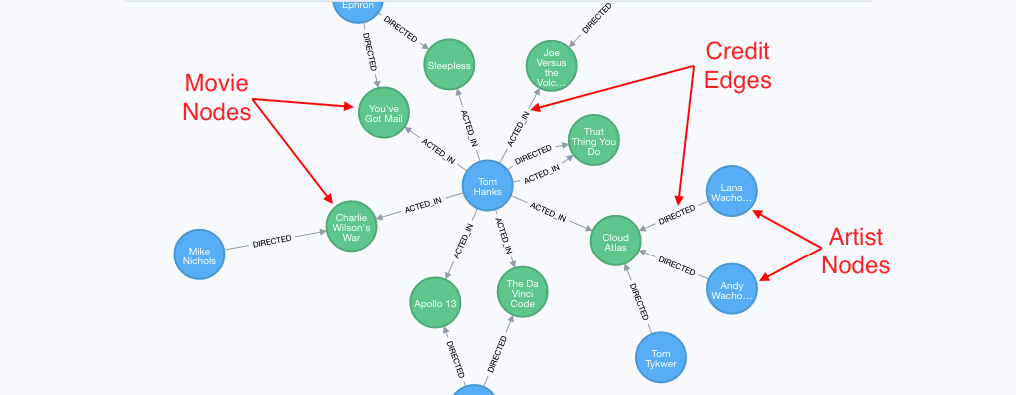 Ephron
DIRECTED
DIRECTED
DIRECTED
Sleepless
Joe
Versus
the
Volc...
Credit
Edges
Movie
Nodes
You've
Got Mail
ACTED_IN
ACTED_IN
ACTED_IN
That
Thing You
Do
DIRECTED
ACTED_IN
Tom
Hanks
ACTED_IN
ACTED_IN
Lana
Wacho...
DIRECTED
Charlie
Wilson's
War
Mike
Nichols
DIRECTED
ACTED_IN
ACTED_IN
Cloud
Atlas
Artist
Nodes
DIRECTED
Andy
Wacho...
Apollo 13
The Da
Vinci
Code
DIRECTED
DIRECTED
DIRECTED
Tom
Tykwer